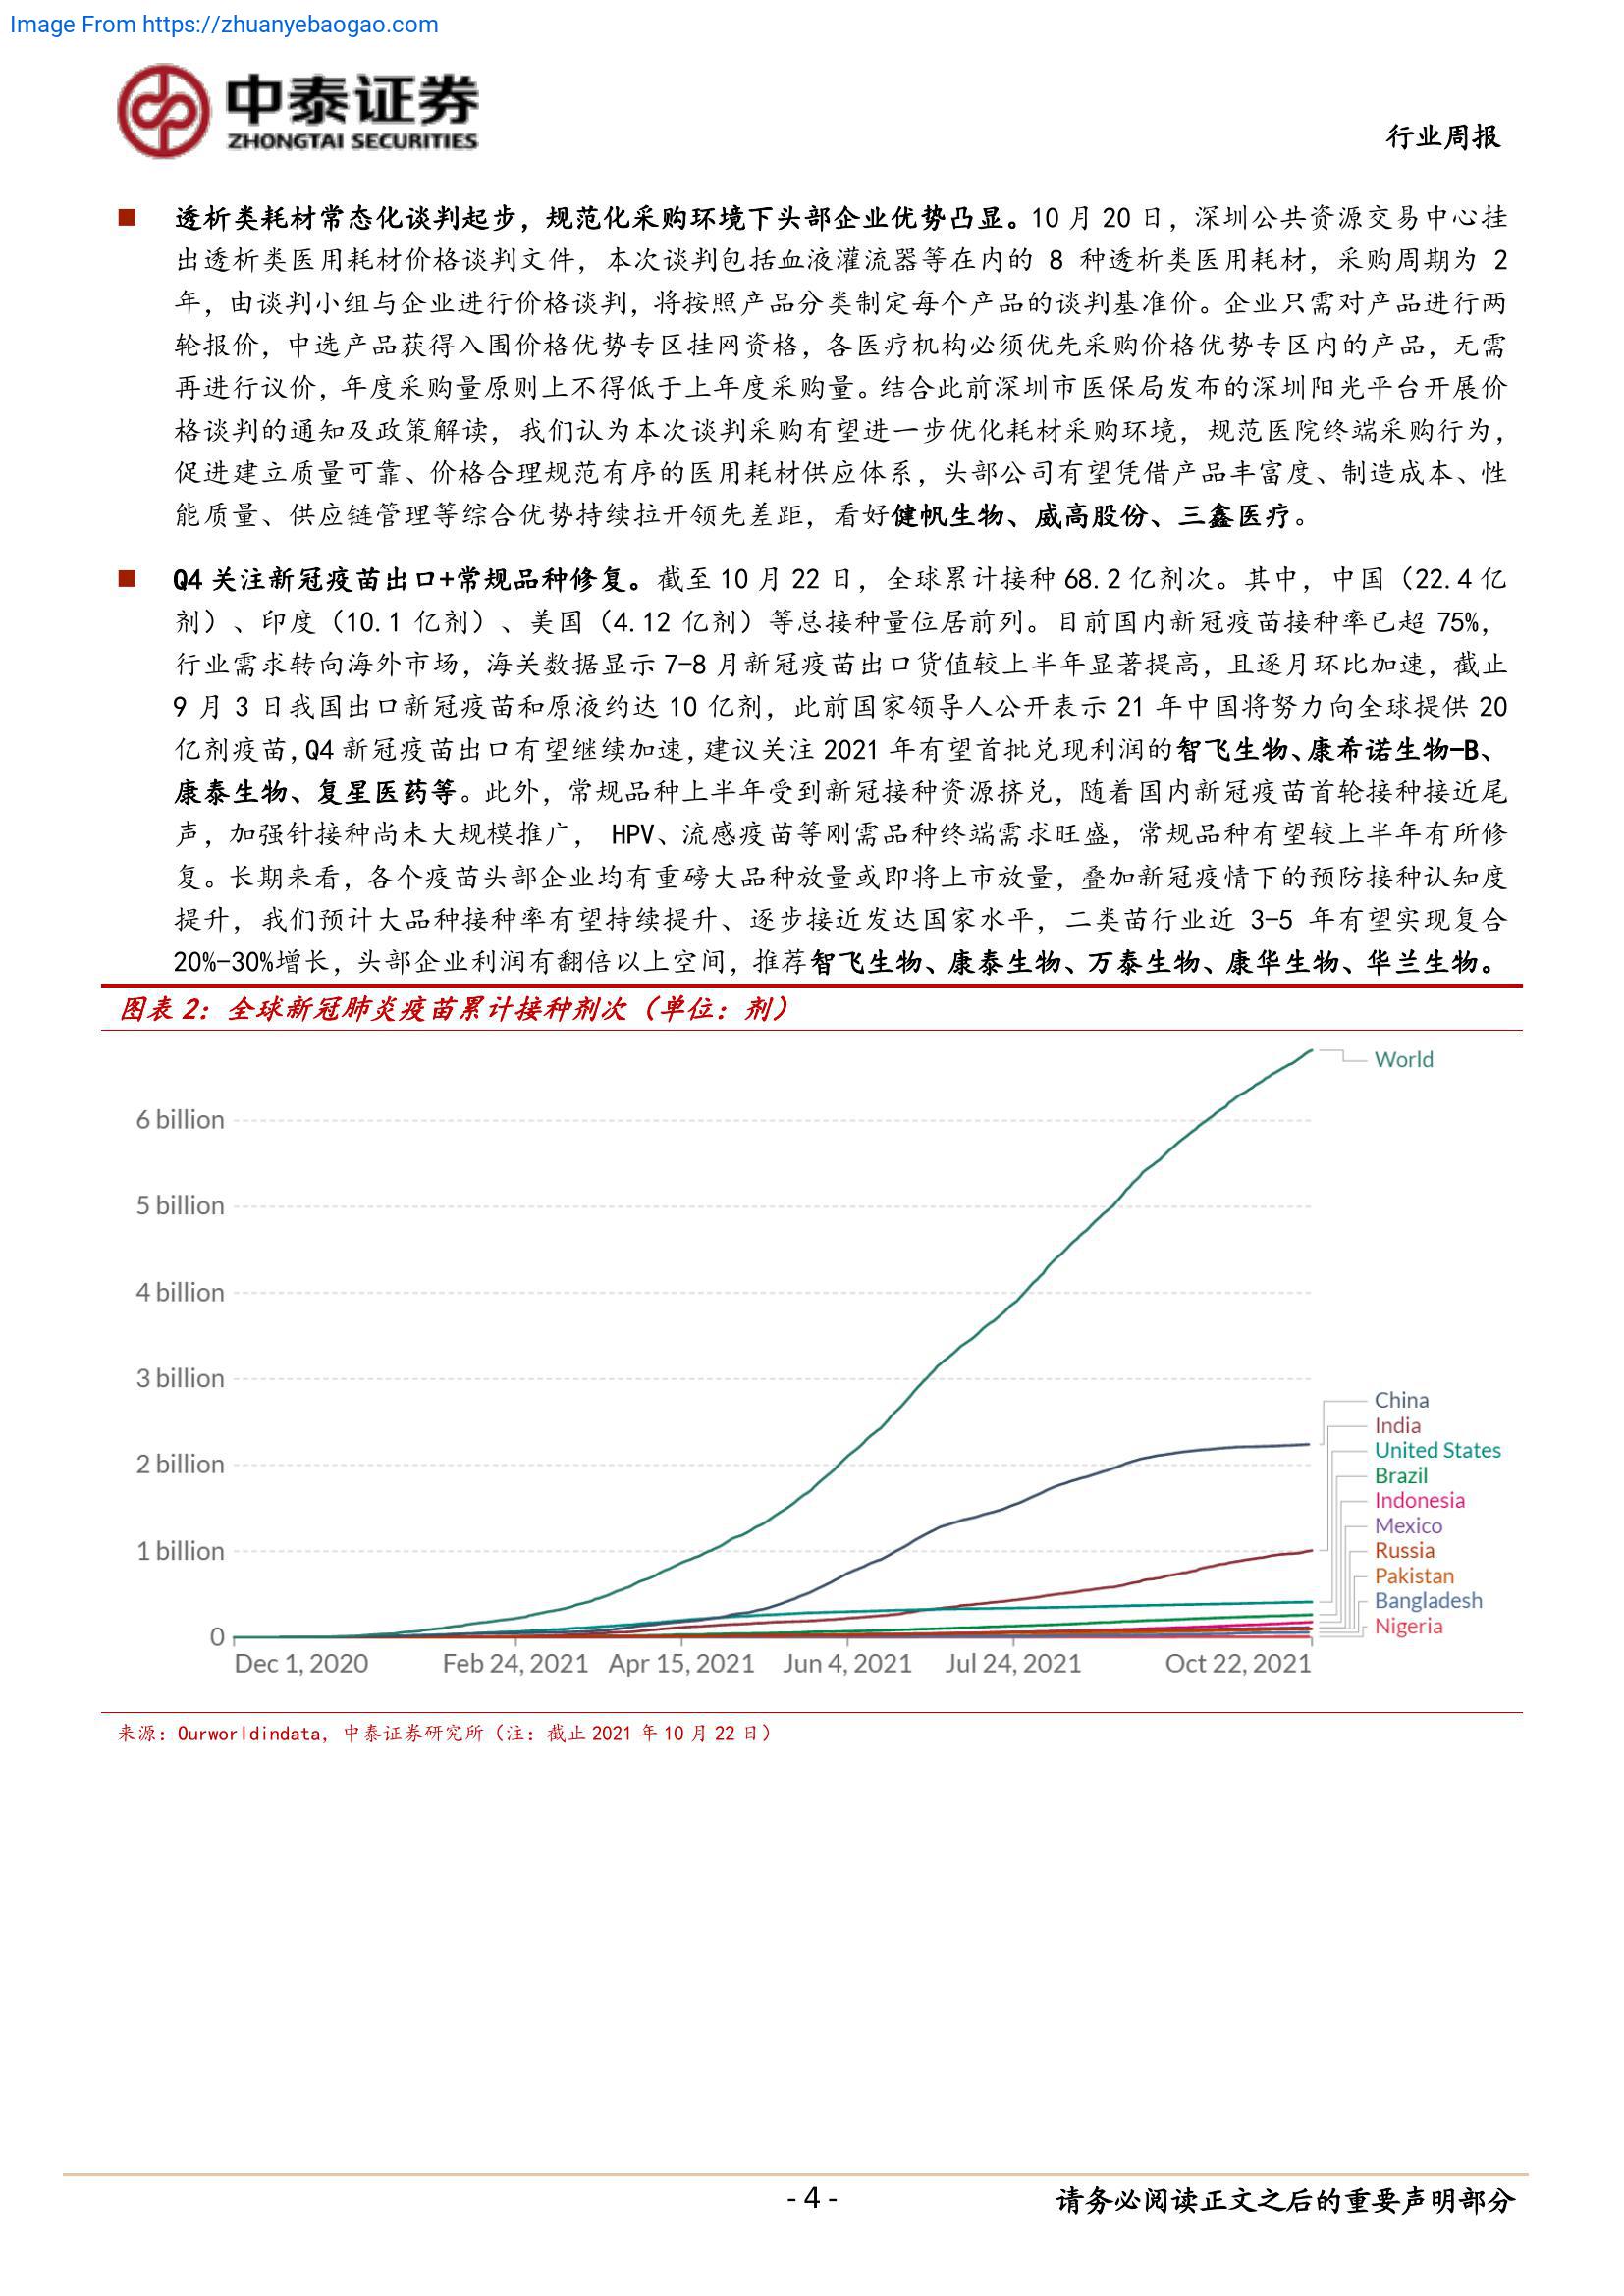 Image From https://zhuanyebaogao.com
中泰证券
ZHONGTAI SECURITIES
行业周报
■ 透析类耗材常态化谈判起步，规范化采购环境下头部企业优势凸显。10 月 20 日，深圳公共资源交易中心挂
出透析类医用耗材价格谈判文件，本次谈判包括血液灌流器等在内的 8 种透析类医用耗材，采购周期为 2
年，由谈判小组与企业进行价格谈判，将按照产品分类制定每个产品的谈判基准价。企业只需对产品进行两
轮报价，中选产品获得入围价格优势专区挂网资格，各医疗机构必须优先采购价格优势专区内的产品，无需
再进行议价，年度采购量原则上不得低于上年度采购量。结合此前深圳市医保局发布的深圳阳光平台开展价
格谈判的通知及政策解读，我们认为本次谈判采购有望进一步优化耗材采购环境，规范医院终端采购行为，
促进建立质量可靠、价格合理规范有序的医用耗材供应体系，头部公司有望凭借产品丰富度、制造成本、性
能质量、供应链管理等综合优势持续拉开领先差距，看好健帆生物、威高股份、三鑫医疗。
■ Q4 关注新冠疫苗出口+常规品种修复。截至 10 月 22 日，全球累计接种 68.2 亿剂次。其中，中国（22.4 亿
剂）、印度（10.1 亿剂）、美国（4.12 亿剂）等总接种量位居前列。目前国内新冠疫苗接种率已超 75%，
行业需求转向海外市场，海关数据显示 7-8 月新冠疫苗出口货值较上半年显著提高，且逐月环比加速，截止
9 月 3 日我国出口新冠疫苗和原液约达 10 亿剂，此前国家领导人公开表示 21 年中国将努力向全球提供 20
亿剂疫苗，Q4 新冠疫苗出口有望继续加速，建议关注 2021 年有望首批兑现利润的智飞生物、康希诺生物-B、
康泰生物、复星医药等。此外，常规品种上半年受到新冠接种资源挤兑，随着国内新冠疫苗首轮接种接近尾
声，加强针接种尚未大规模推广， HPV、流感疫苗等刚需品种终端需求旺盛，常规品种有望较上半年有所修
复。长期来看，各个疫苗头部企业均有重磅大品种放量或即将上市放量，叠加新冠疫情下的预防接种认知度
提升，我们预计大品种接种率有望持续提升、逐步接近发达国家水平，二类苗行业近 3-5 年有望实现复合
20%-30%增长，头部企业利润有翻倍以上空间，推荐智飞生物、康泰生物、万泰生物、康华生物、华兰生物。
图表 2：全球新冠肺炎疫苗累计接种剂次（单位：剂）
World
6 billion
5 billion
4 billion
3 billion
2 billion
1 billion
0
China
India
United States
Brazil
Indonesia
Mexico
Russia
Pakistan
Bangladesh
Nigeria
Dec 1, 2020
Feb 24, 2021
Apr 15, 2021
Jun 4, 2021
Jul 24, 2021
Oct 22, 2021
来源：Ourworldindata，中泰证券研究所（注：截止 2021 年 10 月 22 日）
- 4 -
请务必阅读正文之后的重要声明部分